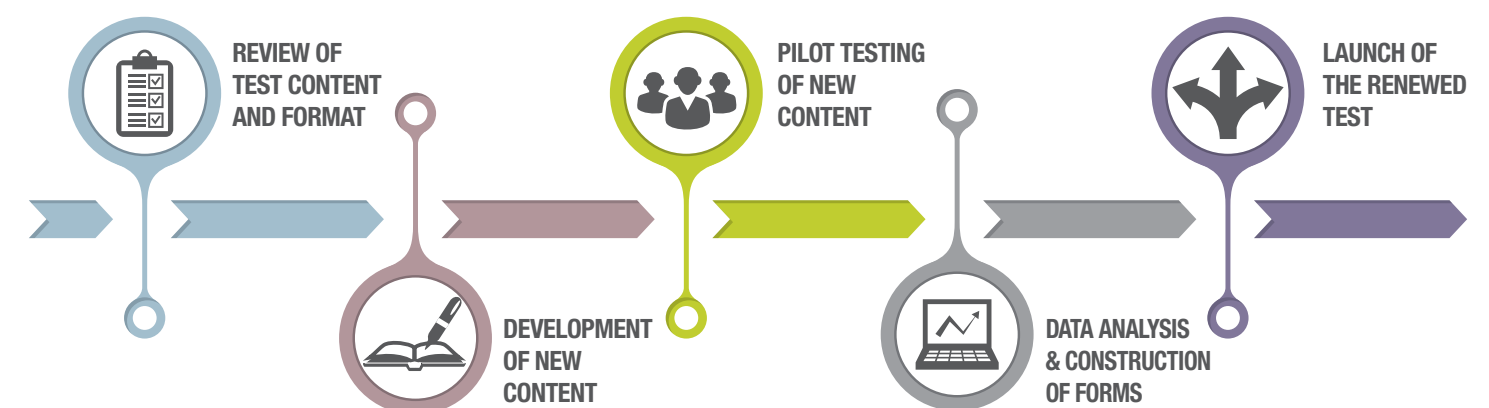 REVIEW OF
TEST CONTENT
AND FORMAT
DEVELOPMENT
OF NEW
CONTENT
PILOT TESTING
OF NEW
CONTENT
DATA ANALYSIS
& CONSTRUCTION
OF FORMS
LAUNCH OF
THE RENEWED
TEST